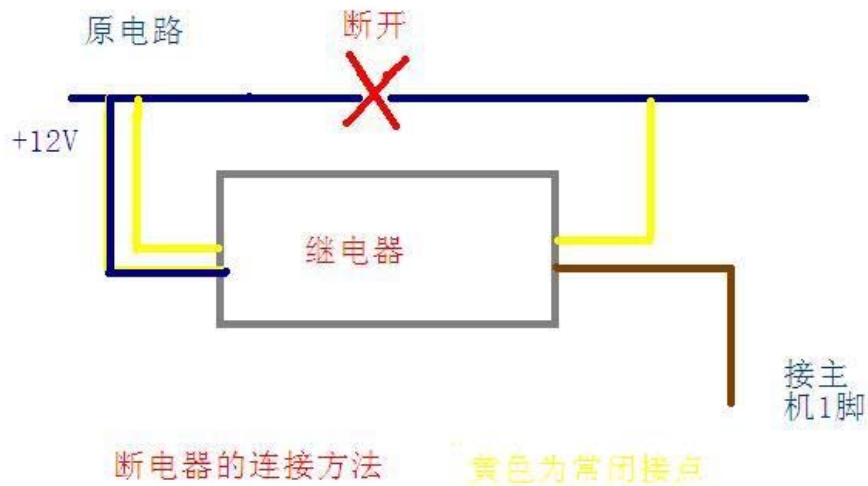 原电路
断开
+12V
继电器
接主
机1脚
断电器的连接方法
黄色为常闭接点